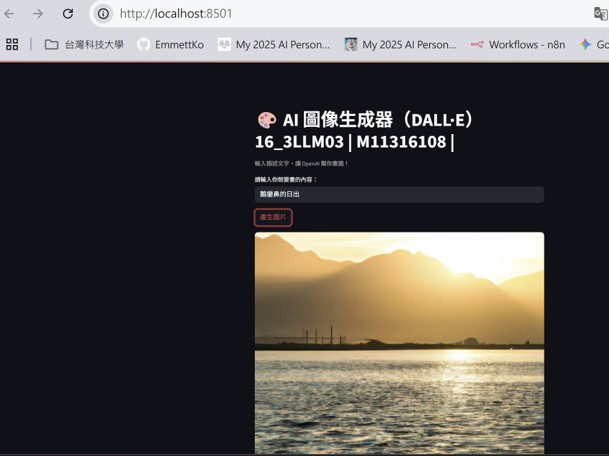 http://localhost:8501
台灣科技大學
EmmettKo
My 2025 AI Person...
My 2025 AI Person...
Workflows - n8n
Go
AI 圖像生成器（DALL·E）
16_3LLM03 | M11316108 |
輸入描述文字，讓 OpenAI 幫你畫圖！
請輸入你想要畫的內容：
鵝鑾鼻的日出
產生圖片